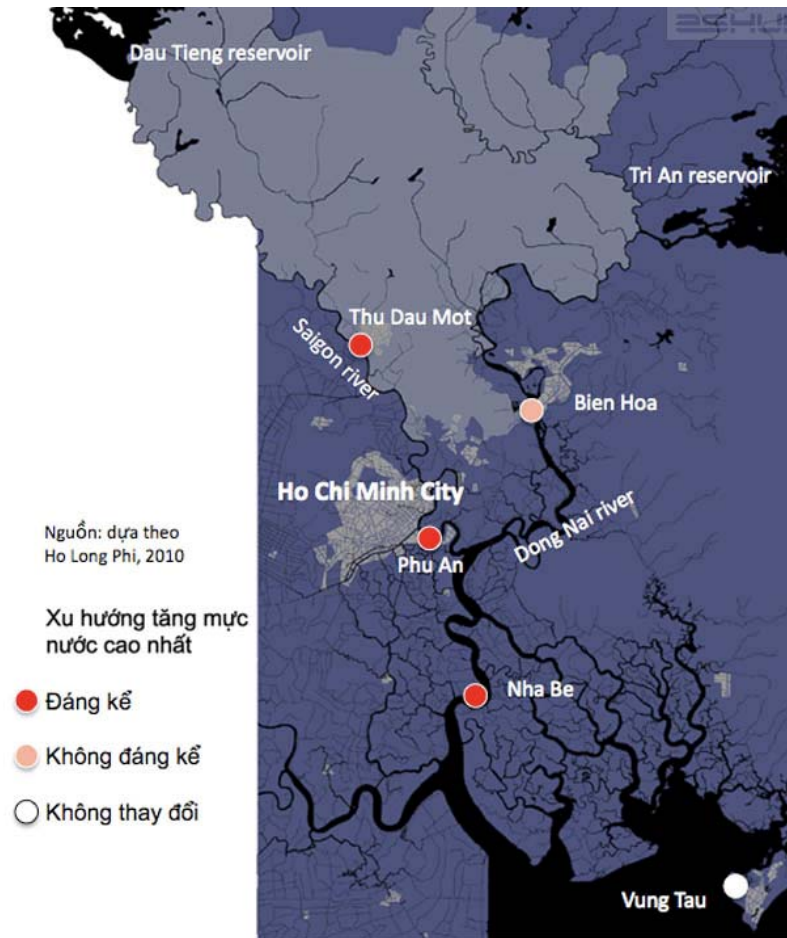 Dau Tieng reservoir
Tri An reservoir
Thu Dau Mot
Saigon river
Bien Hoa
Ho Chi Minh City
Dong Nai river
Phu An
Nguồn: dựa theo
Ho Long Phi, 2010
Xu hướng tăng mực
nước cao nhất
Đáng kể
Nha Be
Không đáng kể
Không thay đổi
Vung Tau